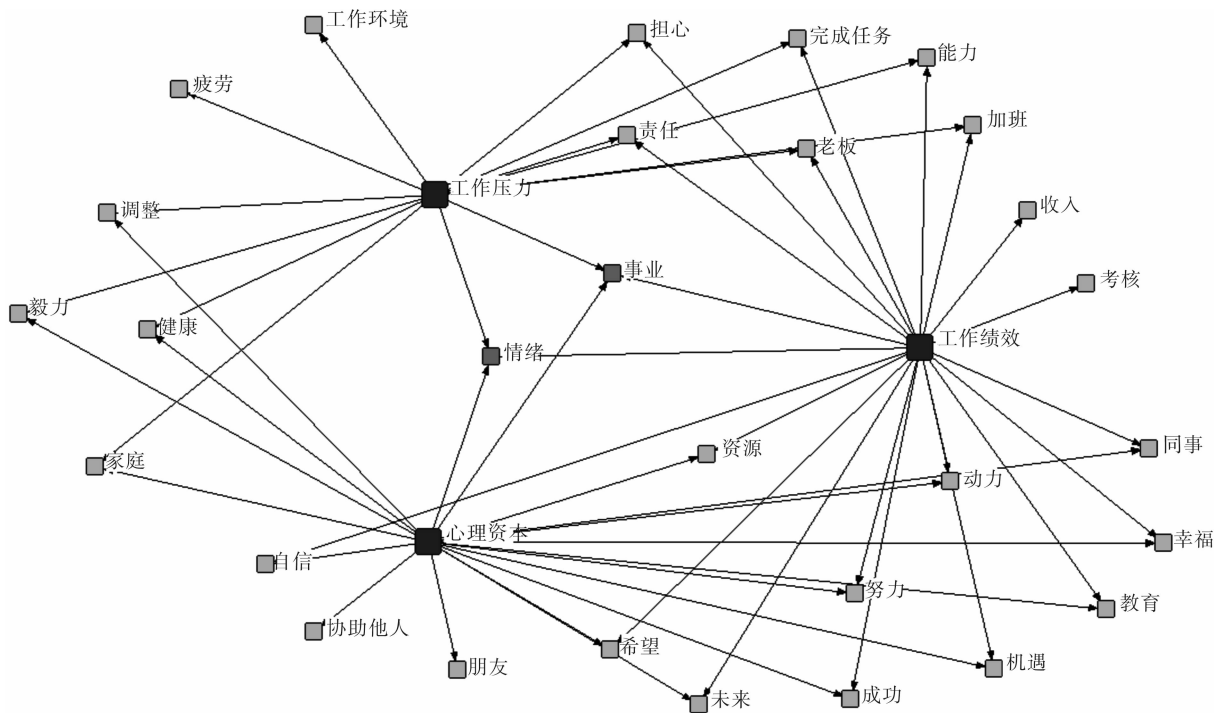 工作环境
担心
完成任务
能力
疲劳
责任
加班
老板
工作压力
调整
收入
事业
考核
毅力
健康
工作绩效
情绪
资源
同事
家庭
动力
心理资本
幸福
自信
努力
教育
协助他人
希望
机遇
朋友
未来
成功